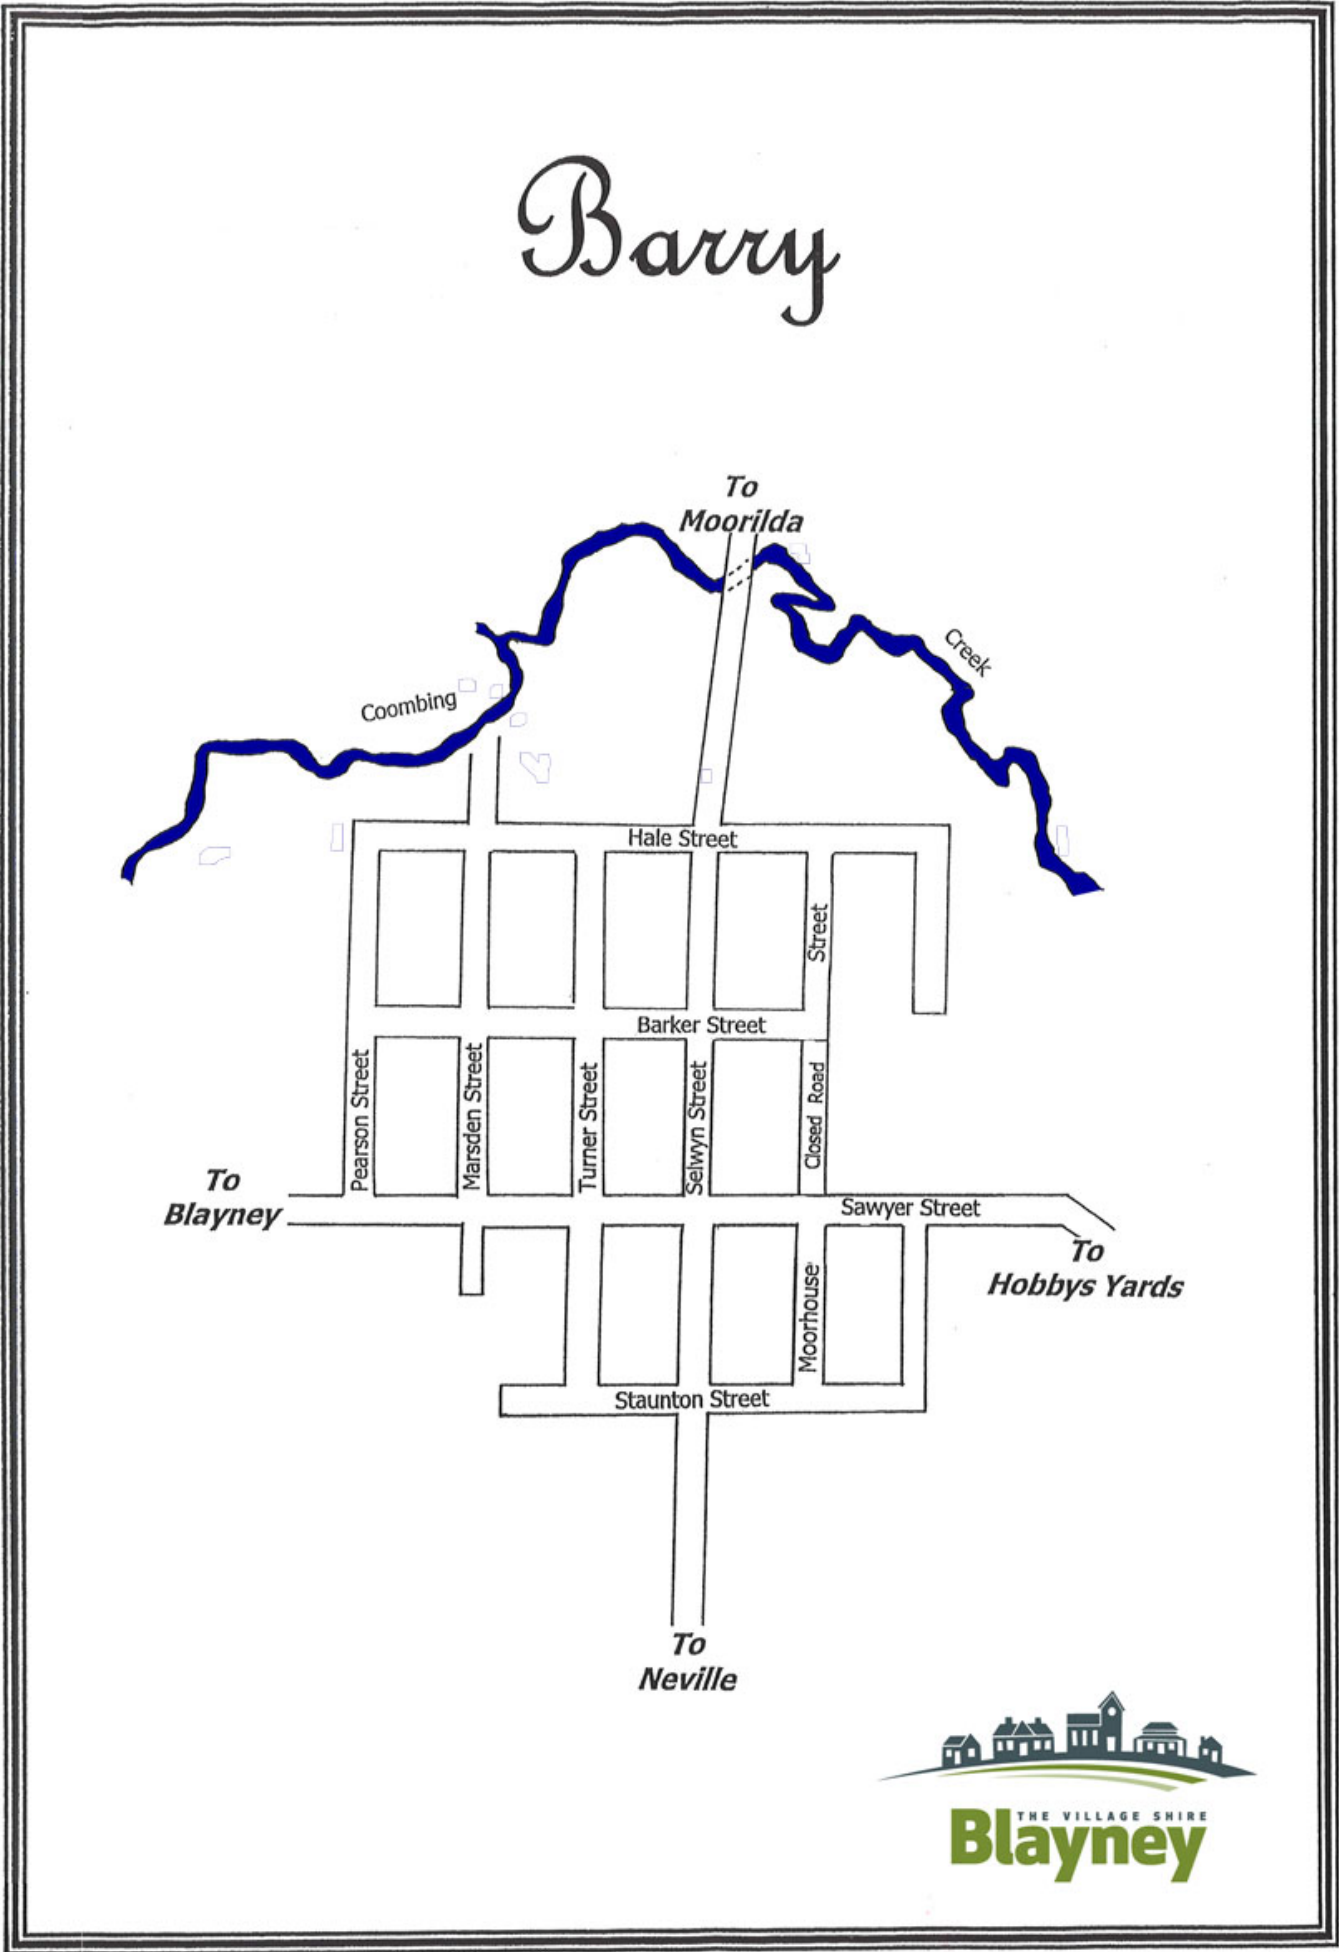 Barry
To
Moorilda
Creek
Coombing
Hale Street
Street
Barker Street
Pearson Street
Marsden Street
Turner Street
Selwyn Street
Closed Road
To
Blayney
Sawyer Street
To
Hobbys Yards
Moorhouse
Staunton Street
To
Neville
THE VILLAGE SHIRE
Blayney